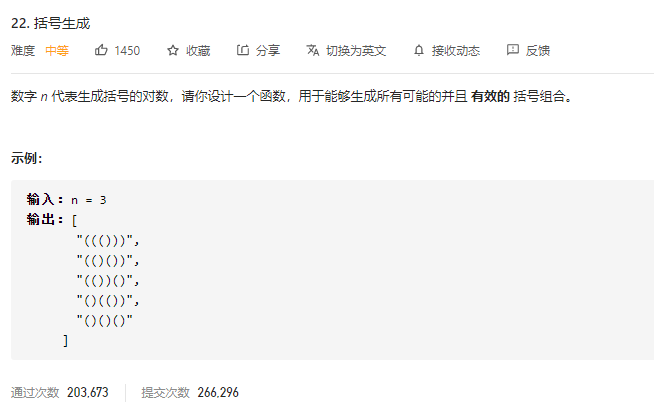 22. 括号生成
难度 中等 1450 收藏 分享 切换为英文 接收动态 反馈
数字 n 代表生成括号的对数，请你设计一个函数，用于能够生成所有可能的并且 有效的 括号组合。
示例：
输入：n = 3
输出：[
"((()))",
"(()())",
"(())()",
"()(())",
"()()()"
]
通过次数 203,673 提交次数 266,296